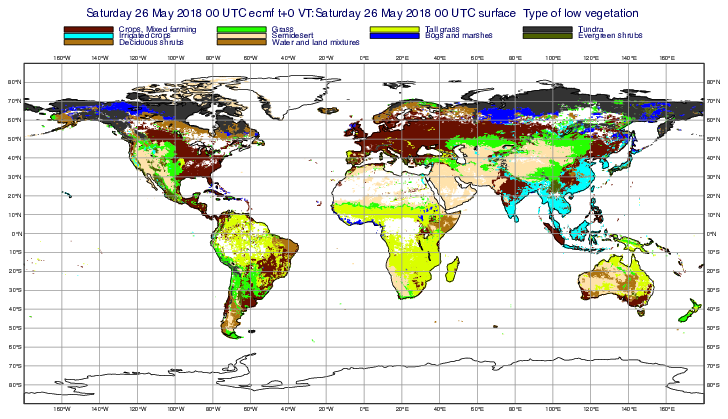 Saturday 26 May 2018 00 UTC ecmf t+0 VT:Saturday 26 May 2018 00 UTC surface Type of low vegetation
Crops, Mixed farming Grass Tall grass Tundra
Irrigated crops Semidesert Bogs and marshes Evergreen shrubs
Deciduous shrubs Water and land mixtures
160°W 140°W 120°W 100°W 80°W 60°W 40°W 20°W 0°E 20°E 40°E 60°E 80°E 100°E 120°E 140°E 160°E
80°N 80°N
70°N 70°N
60°N 60°N
50°N 50°N
40°N 40°N
30°N 30°N
20°N 20°N
10°N 10°N
0°N 0°N
10°S 10°S
20°S 20°S
30°S 30°S
40°S 40°S
50°S 50°S
60°S 60°S
70°S 70°S
80°S 80°S
160°W 140°W 120°W 100°W 80°W 60°W 40°W 20°W 0°E 20°E 40°E 60°E 80°E 100°E 120°E 140°E 160°E